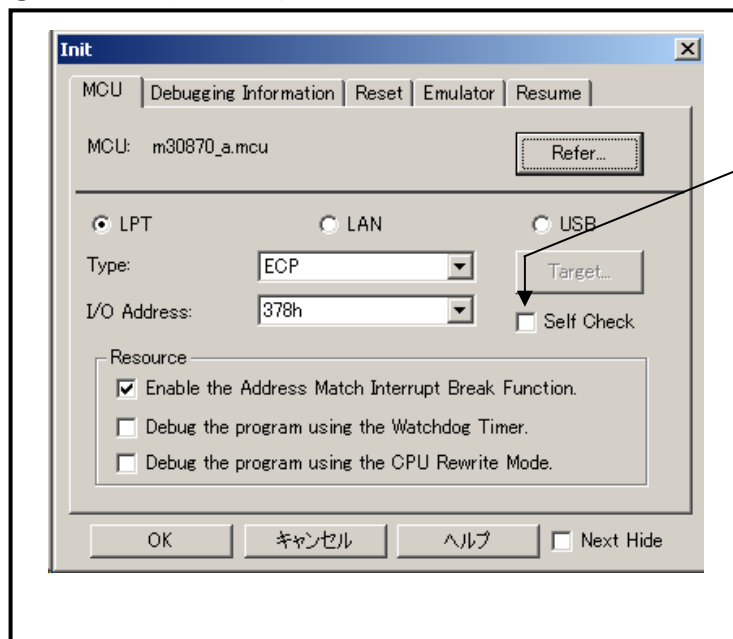 Init
MCU Debugging Information Reset Emulator Resume
MCU: m30870_a.mcu Refer...
LPT LAN USB
Type: ECP Target...
I/O Address: 378h Self Check
Resource
Enable the Address Match Interrupt Break Function.
Debug the program using the Watchdog Timer.
Debug the program using the CPU Rewrite Mode.
OK キャンセル ヘルプ Next Hide